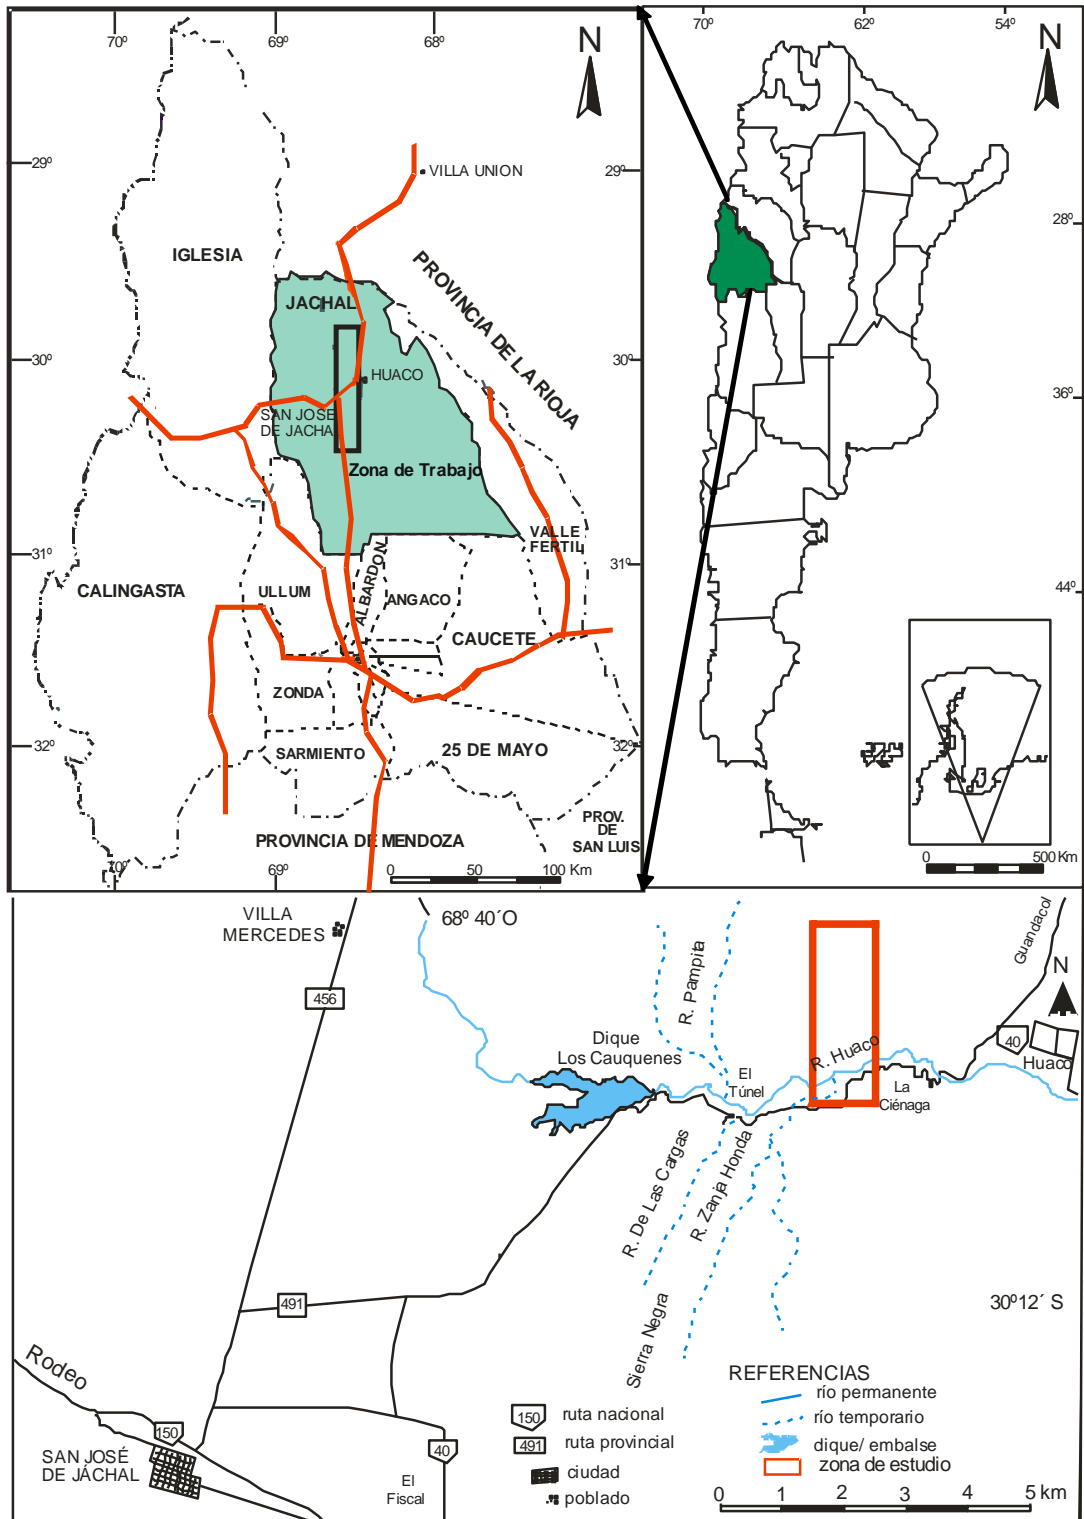 70º
69º
68º
N
29º
VILLA UNION
IGLESIA
PROVINCIA DE LA RIOJA
JACHAL
30º
HUACO
SAN JOSE
DE JACHA
Zona de Trabajo
VALLE
FERTIL
31º
CALINGASTA
ULLUM
ALBARDON
ANGACO
CAUCETE
ZONDA
SARMIENTO
25 DE MAYO
32º
PROV.
DE
SAN LUIS
PROVINCIA DE MENDOZA
70º
69º
0 50 100 Km
70º
62º
54º
N
29º
28º
30º
36º
31º
44º
32º
0 500 Km
VILLA
MERCEDES
68º 40´O
456
R. Pampita
Guandacol
N
40
Huaco
Dique
Los Cauquenes
El
Túnel
R. Huaco
La
Ciénaga
R. De Las Cargas
R. Zanja Honda
Sierra Negra
491
30º12´ S
Rodeo
150
SAN JOSÉ
DE JÁCHAL
El
Fiscal
40
REFERENCIAS
150 ruta nacional
491 ruta provincial
ciudad
poblado
río permanente
río temporario
dique/ embalse
zona de estudio
0 1 2 3 4 5 km